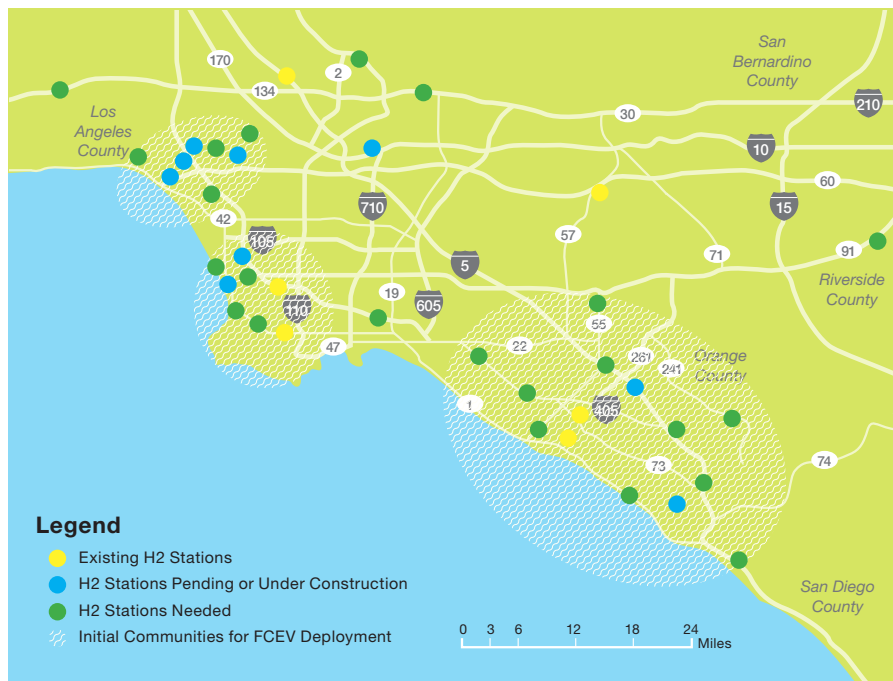 San
Bernardino
County
170
2
134
210
Los
Angeles
County
30
10
60
710
15
42
105
57
71
91
5
Riverside
County
19
605
110
55
47
22
261
241
Orange
County
1
405
73
74
Legend
Existing H2 Stations
H2 Stations Pending or Under Construction
H2 Stations Needed
Initial Communities for FCEV Deployment
San Diego
County
0 3 6 12 18 24
Miles